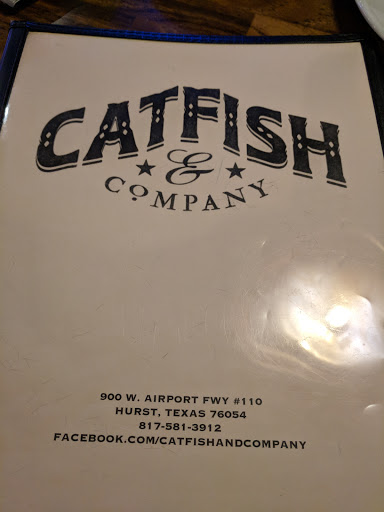 CATFISH
&
COMPANY
900 W. AIRPORT FWY #110
HURST, TEXAS 76054
817-581-3912
FACEBOOK.COM/CATFISHANDCOMPANY